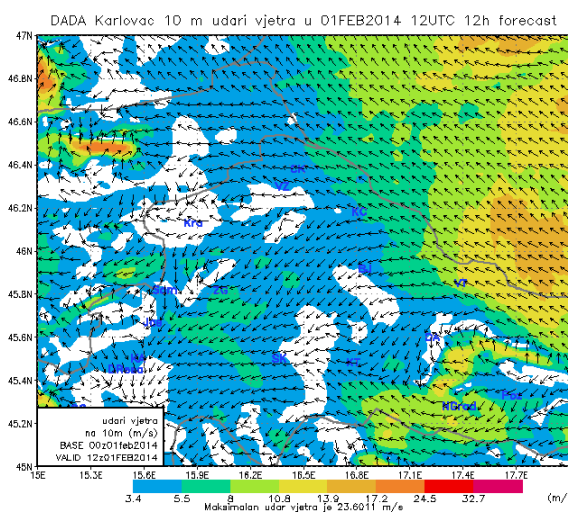 DADA Karlovac 10 m udari vjetra u 01FEB2014 12UTC 12h forecast
47N
46.8N
46.6N
46.4N
46.2N
46N
45.8N
45.6N
45.4N
45.2N
45N
VZ
KC
Kra
BJ
VT
ZG
Jas
SK
NGrad
udari vjetra
na 10m (m/s)
BASE 00z01feb2014
VALID 12z01FEB2014
15E 15.3E 15.6E 15.9E 16.2E 16.5E 16.8E 17.1E 17.4E 17.7E
3.4 5.5 8 10.8 13.9 17.2 24.5 32.7 (m/
Maksimalan udar vjetra je 23.6011 m/s